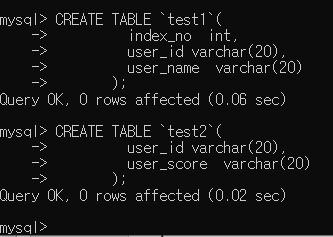 mysql> CREATE TABLE `test1`(
    ->           index_no  int,
    ->           user_id varchar(20),
    ->           user_name  varchar(20)
    ->         );
Query OK, 0 rows affected (0.06 sec)

mysql> CREATE TABLE `test2`(
    ->           user_id varchar(20),
    ->           user_score  varchar(20)
    ->         );
Query OK, 0 rows affected (0.02 sec)

mysql>